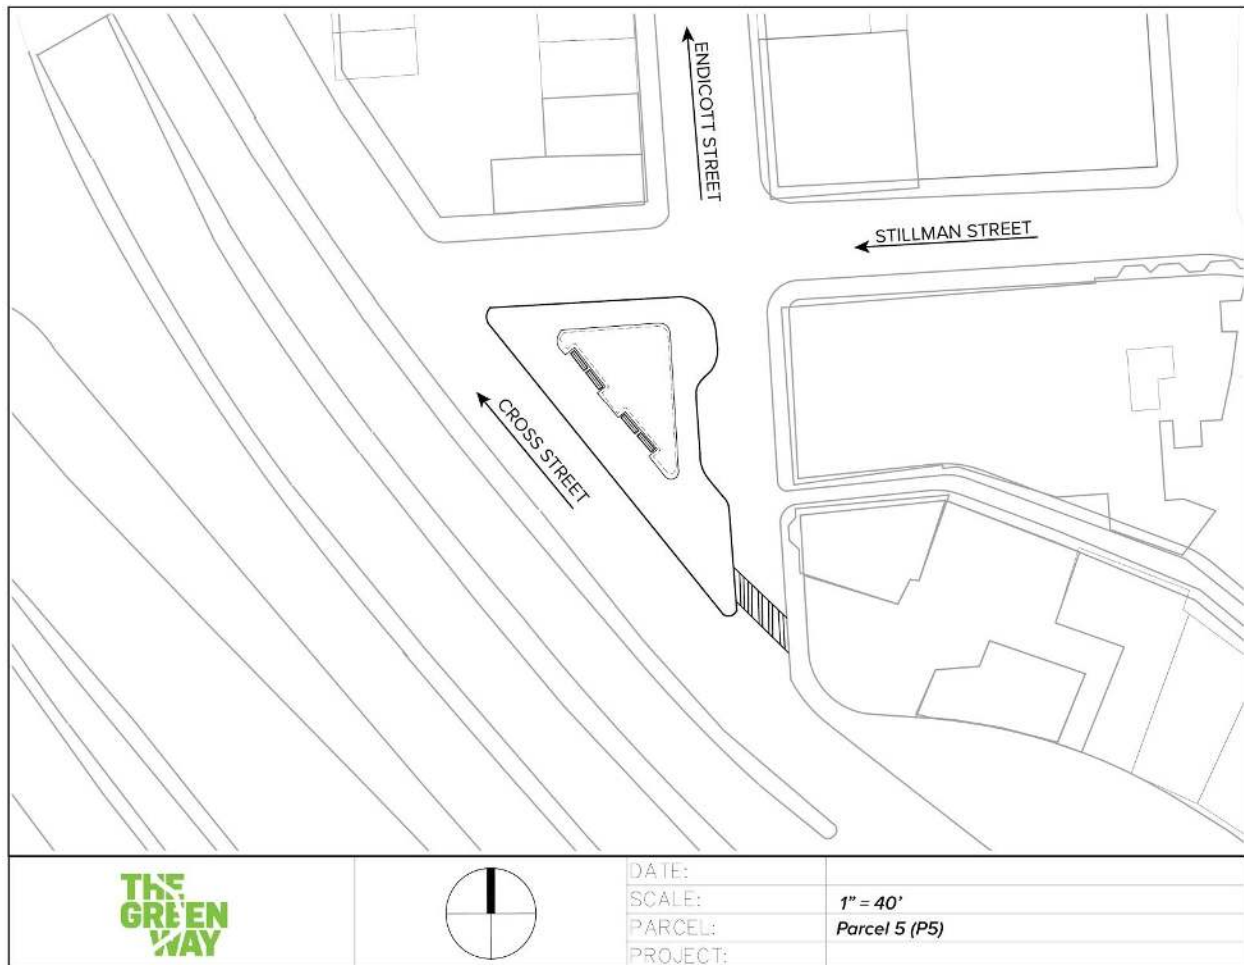 ENDICOTT STREET
STILLMAN STREET
CROSS STREET
THE
GREEN
WAY
DATE:
SCALE: 1" = 40’
PARCEL: Parcel 5 (P5)
PROJECT: